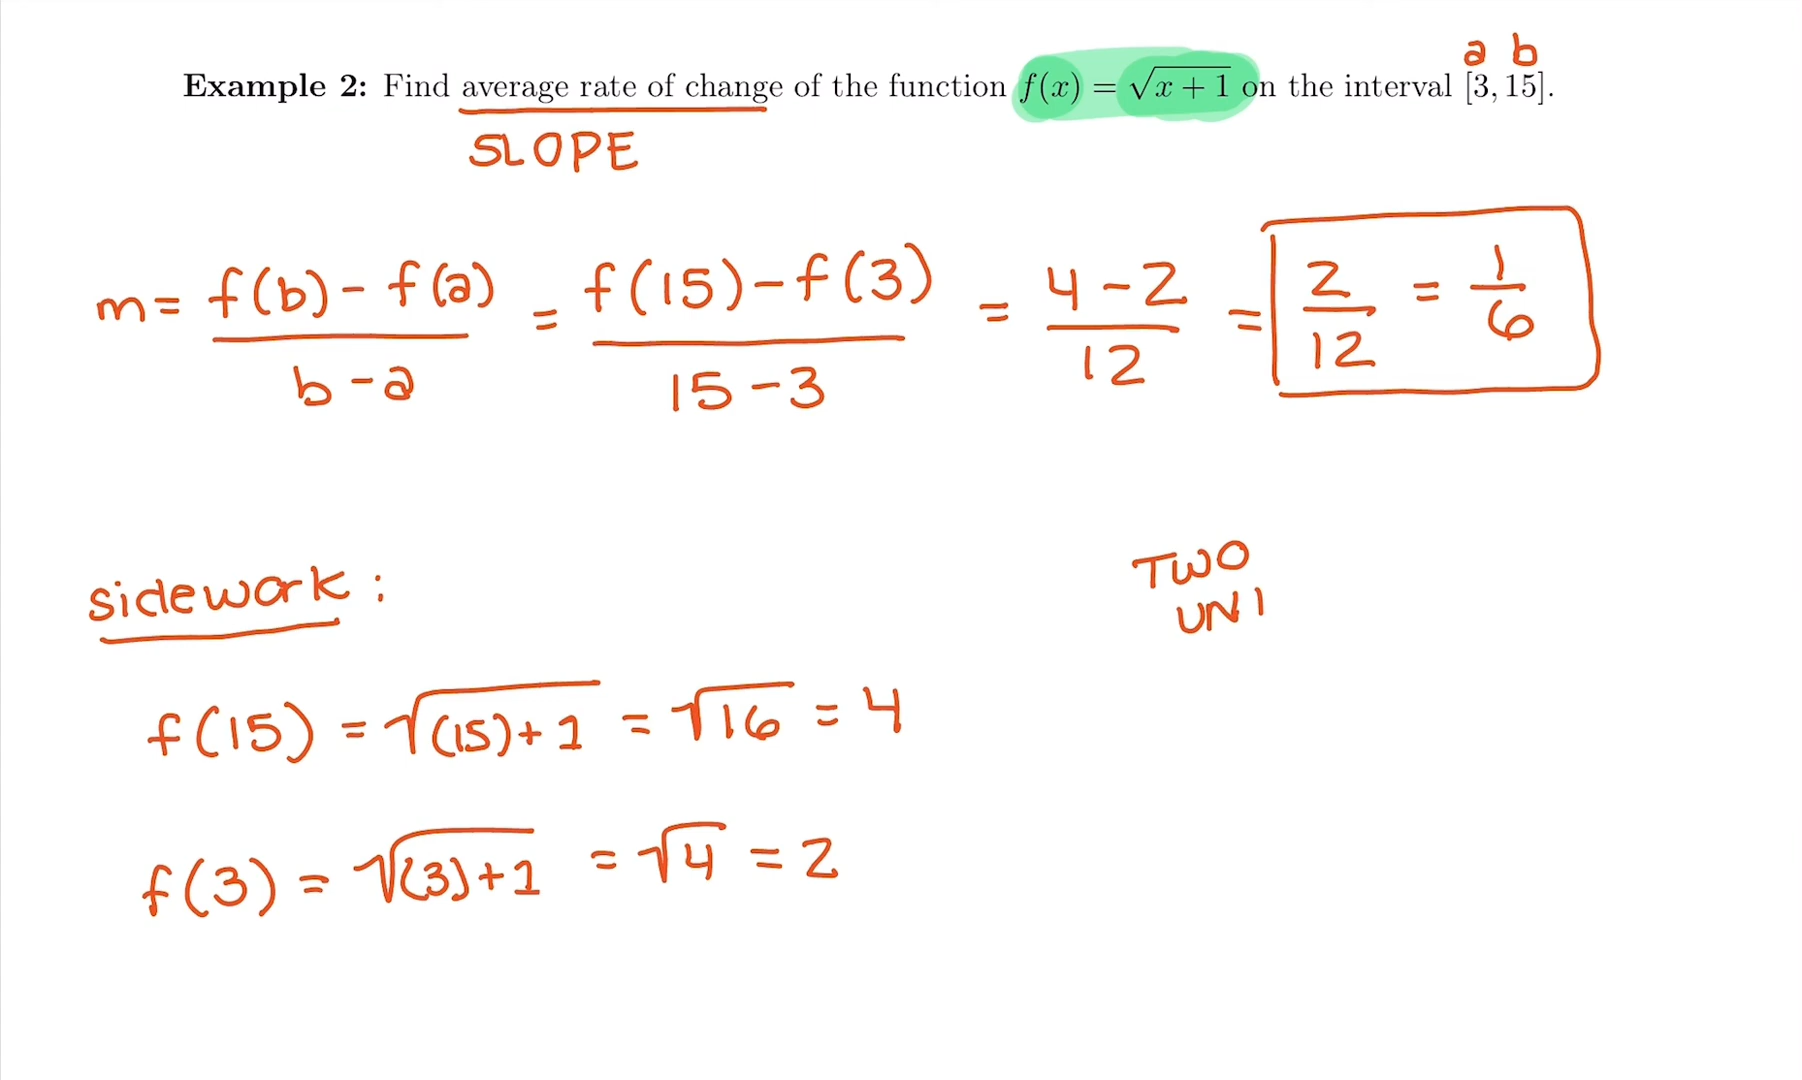 a b
Example 2: Find average rate of change of the function f(x) = √(x + 1) on the interval [3, 15].
SLOPE
m = (f(b) - f(a))/(b - a) = (f(15) - f(3))/(15 - 3) = (4 - 2)/12 = 2/12 = 1/6
TWO
UNI
sidework:
f(15) = √((15)+1) = √16 = 4
f(3) = √((3)+1) = √4 = 2